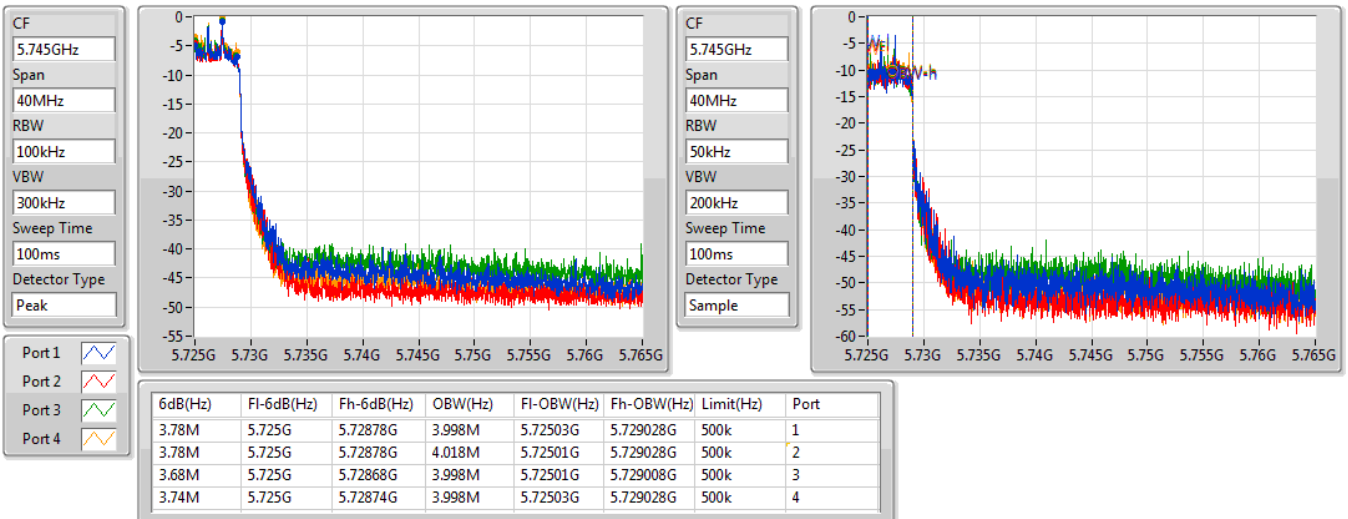 CF
5.745GHz
Span
40MHz
RBW
100kHz
VBW
300kHz
Sweep Time
100ms
Detector Type
Peak
0
-5
-10
-15
-20
-25
-30
-35
-40
-45
-50
-55
5.725G 5.73G 5.735G 5.74G 5.745G 5.75G 5.755G 5.76G 5.765G
CF
5.745GHz
Span
40MHz
RBW
50kHz
VBW
200kHz
Sweep Time
100ms
Detector Type
Sample
0
-5
-10
-15
-20
-25
-30
-35
-40
-45
-50
-55
-60
5.725G 5.73G 5.735G 5.74G 5.745G 5.75G 5.755G 5.76G 5.765G
Port 1
Port 2
Port 3
Port 4
6dB(Hz) Fl-6dB(Hz) Fh-6dB(Hz) OBW(Hz) Fl-OBW(Hz) Fh-OBW(Hz) Limit(Hz) Port
3.78M 5.725G 5.72878G 3.998M 5.72503G 5.729028G 500k 1
3.78M 5.725G 5.72878G 4.018M 5.72501G 5.729028G 500k 2
3.68M 5.725G 5.72868G 3.998M 5.72501G 5.729008G 500k 3
3.74M 5.725G 5.72874G 3.998M 5.72503G 5.729028G 500k 4